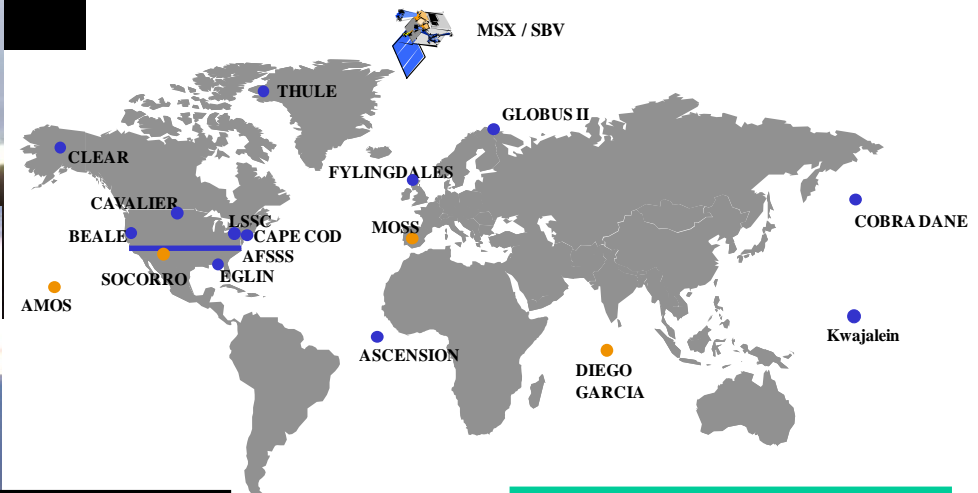 MSX / SBV
THULE
GLOBUS II
CLEAR
FYLINGDALES
CAVALIER
COBRA DANE
LSSC
MOSS
BEALE
CAPE COD
AFSSS
SOCORRO
EGLIN
AMOS
Kwajalein
ASCENSION
DIEGO
GARCIA